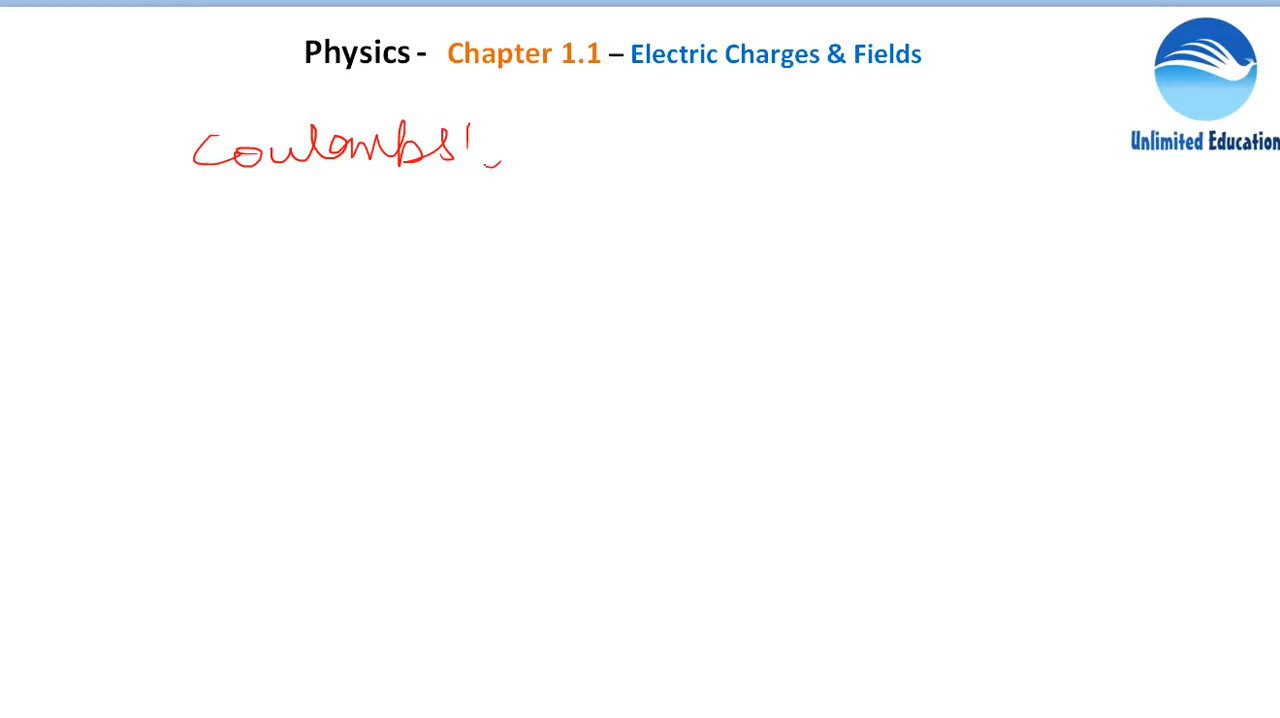 Physics - Chapter 1.1 – Electric Charges & Fields
Coulombs'
Unlimited Education